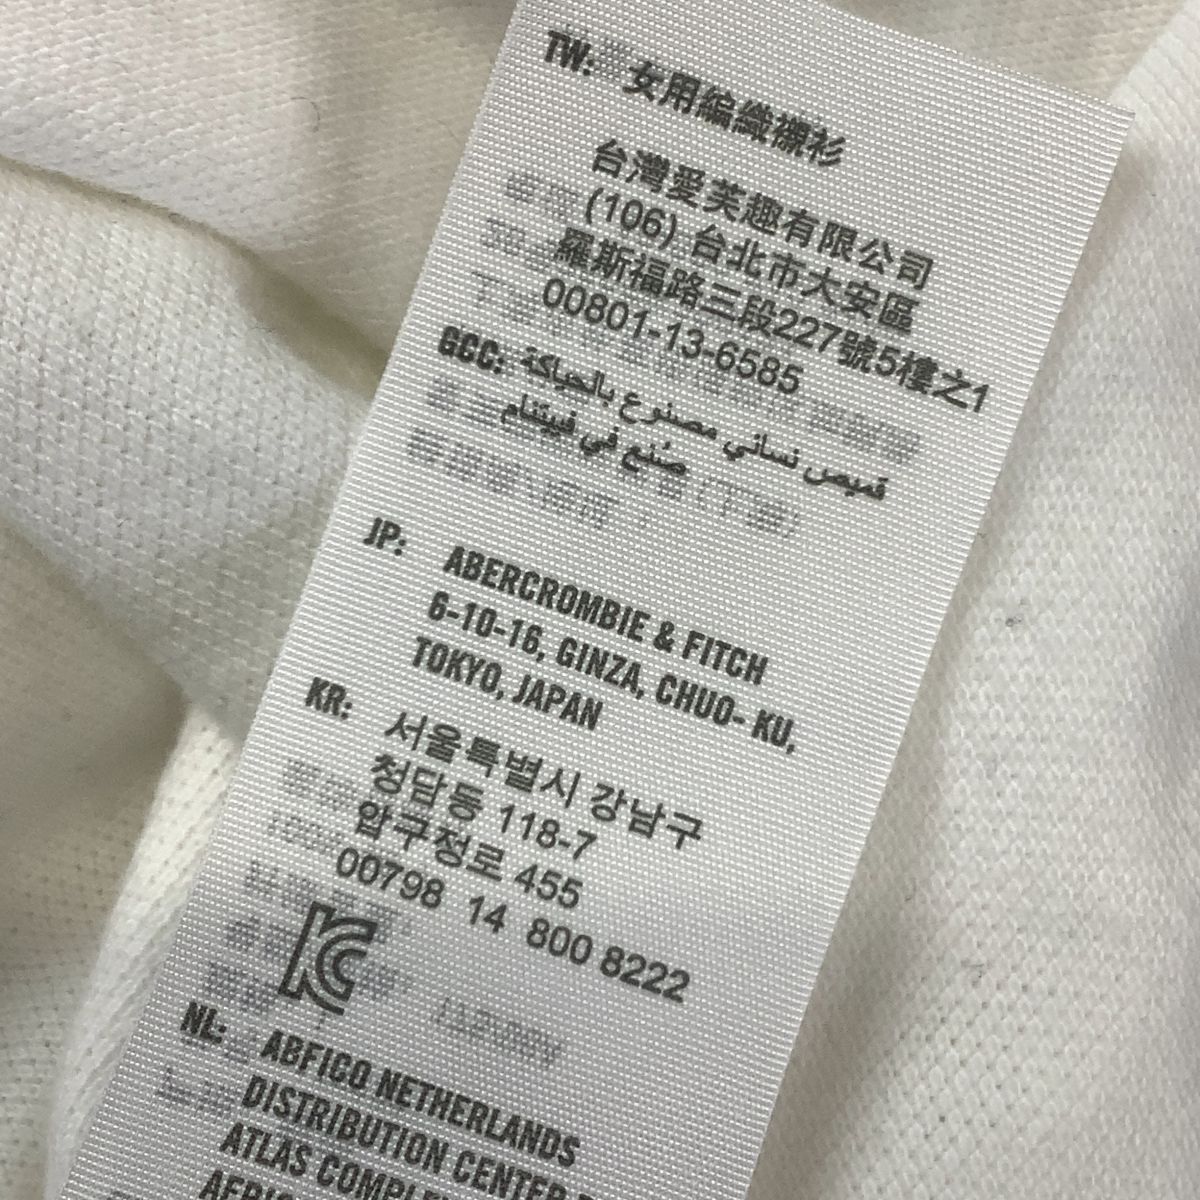 TW: 女用編織襯衫
台灣愛芙趣有限公司
(106) 台北市大安區
羅斯福路三段227號5樓之1
00801-13-6585
GCC: قميص نسائي مصنوع بالحياكة
صُنع في فييتنام
JP: ABERCROMBIE & FITCH
6-10-16, GINZA, CHUO- KU,
TOKYO, JAPAN
KR: 서울특별시 강남구
청담동 118-7
압구정로 455
00798 14 800 8222
KC
NL: ABFICO NETHERLANDS
DISTRIBUTION CENTER
ATLAS COMPLEX